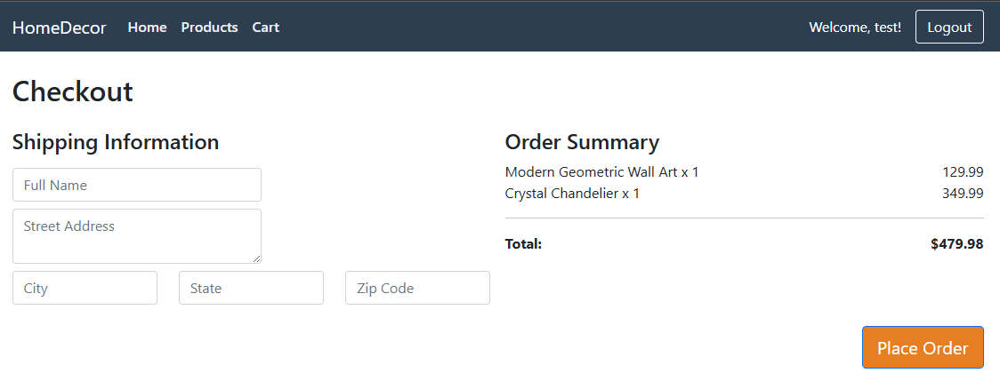 HomeDecor Home Products Cart Welcome, test! Logout
Checkout
Shipping Information
Full Name
Street Address
City State Zip Code
Order Summary
Modern Geometric Wall Art x 1 129.99
Crystal Chandelier x 1 349.99
Total: $479.98
Place Order